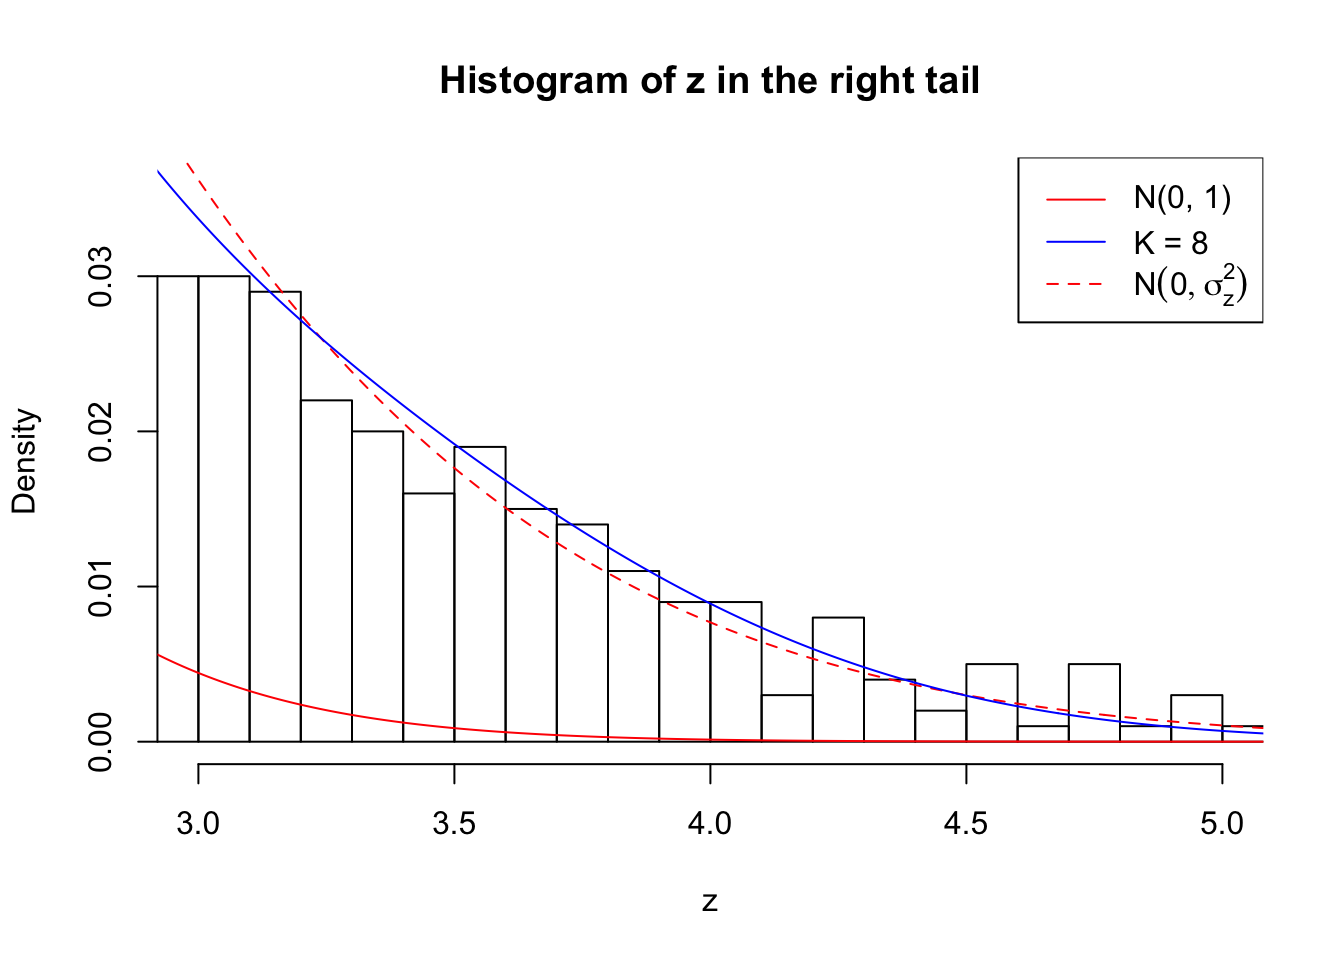 Histogram of z in the right tail
N(0, 1)
K = 8
N(0, σ_z^2)
Density
0.03
0.02
0.01
0.00
3.0 3.5 4.0 4.5 5.0
z